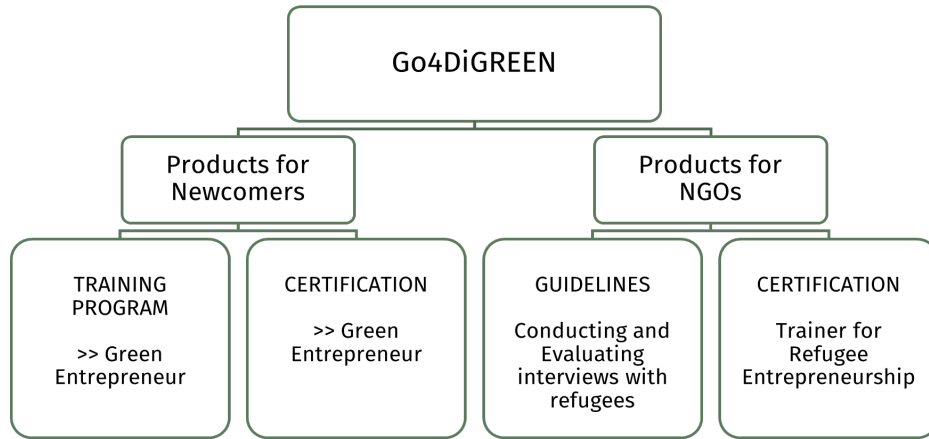 Go4DiGREEN
Products for
Newcomers
Products for
NGOs
TRAINING
PROGRAM
>> Green
Entrepreneur
CERTIFICATION
>> Green
Entrepreneur
GUIDELINES
Conducting and
Evaluating
interviews with
refugees
CERTIFICATION
Trainer for
Refugee
Entrepreneurship